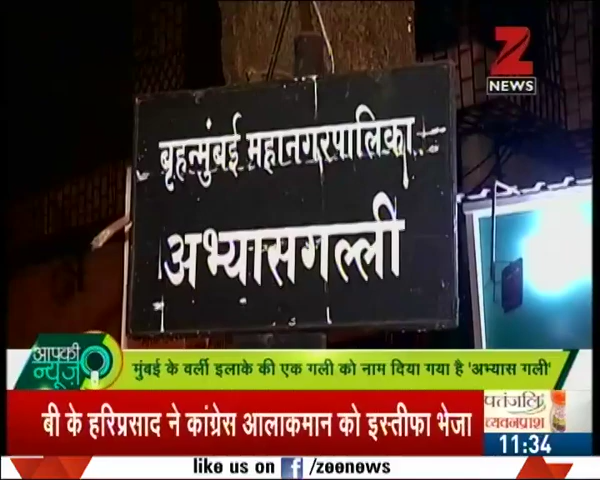 Z
NEWS
बृहन्मुंबई महानगरपालिका
अभ्यासगल्ली
आपकी
न्यूज़
मुंबई के वर्ली इलाके की एक गली को नाम दिया गया है 'अभ्यास गली'
बी के हरिप्रसाद ने कांग्रेस आलाकमान को इस्तीफा भेजा
पतंजलि
च्यवनप्राश
11:34
like us on f /zeenews